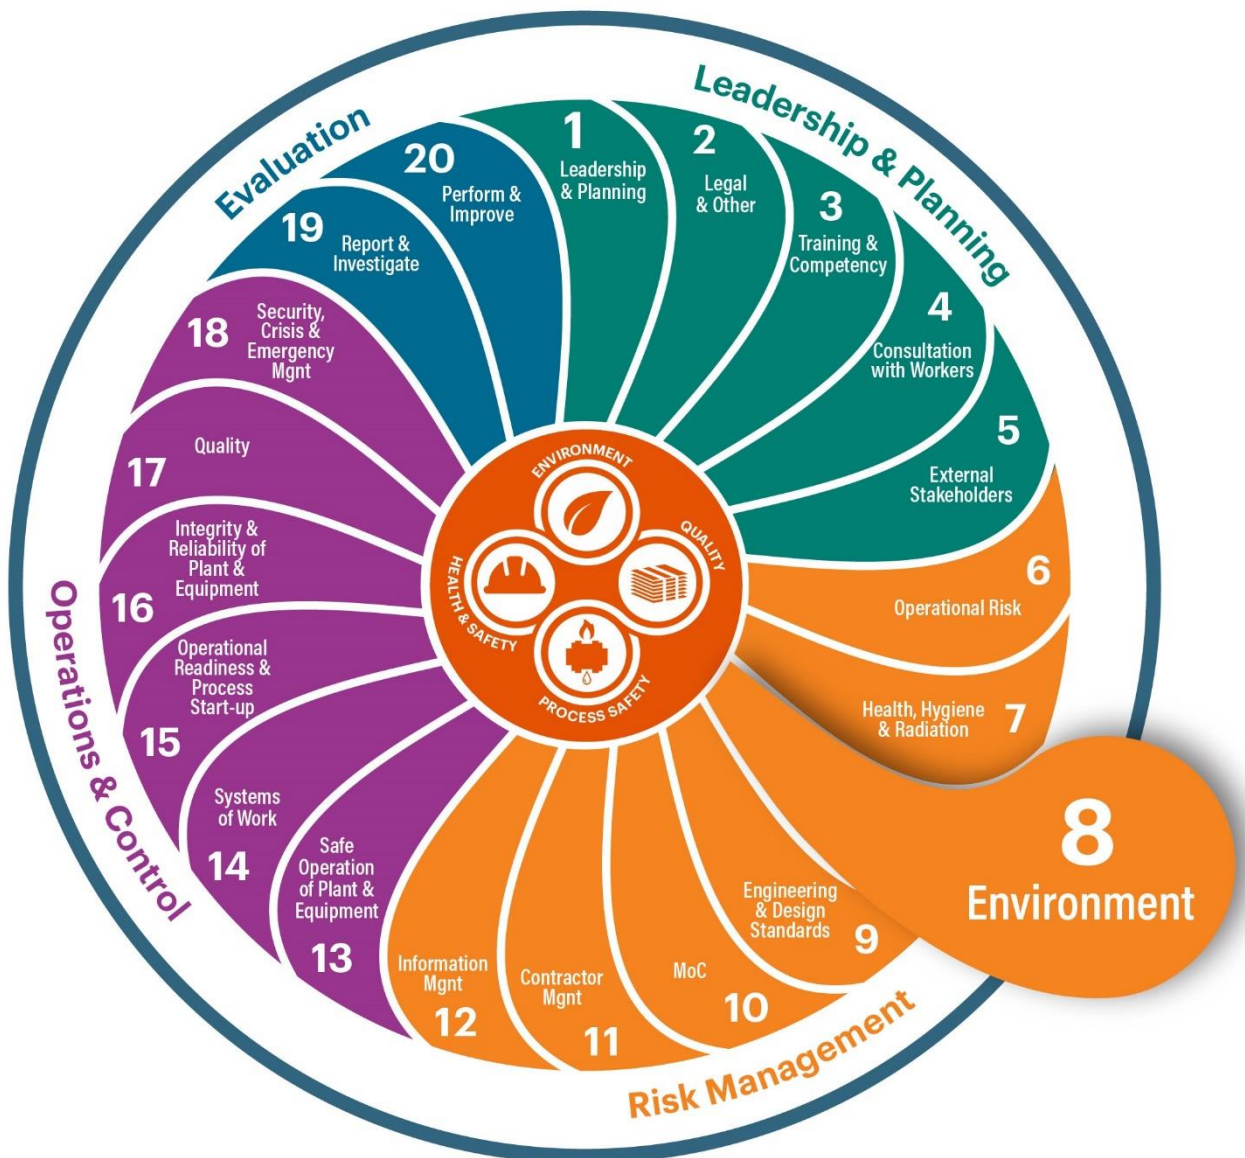 Leadership & Planning
1
Leadership
& Planning
2
Legal
& Other
3
Training &
Competency
4
Consultation
with Workers
5
External
Stakeholders
Risk Management
6
Operational Risk
7
Health, Hygiene
& Radiation
8
Environment
9
Engineering
& Design
Standards
10
MoC
11
Contractor
Mgnt
12
Information
Mgnt
Operations & Control
13
Safe
Operation
of Plant &
Equipment
14
Systems
of Work
15
Operational
Readiness &
Process
Start-up
16
Integrity &
Reliability of
Plant &
Equipment
17
Quality
18
Security,
Crisis &
Emergency
Mgnt
Evaluation
19
Report &
Investigate
20
Perform &
Improve
ENVIRONMENT
QUALITY
PROCESS SAFETY
HEALTH & SAFETY